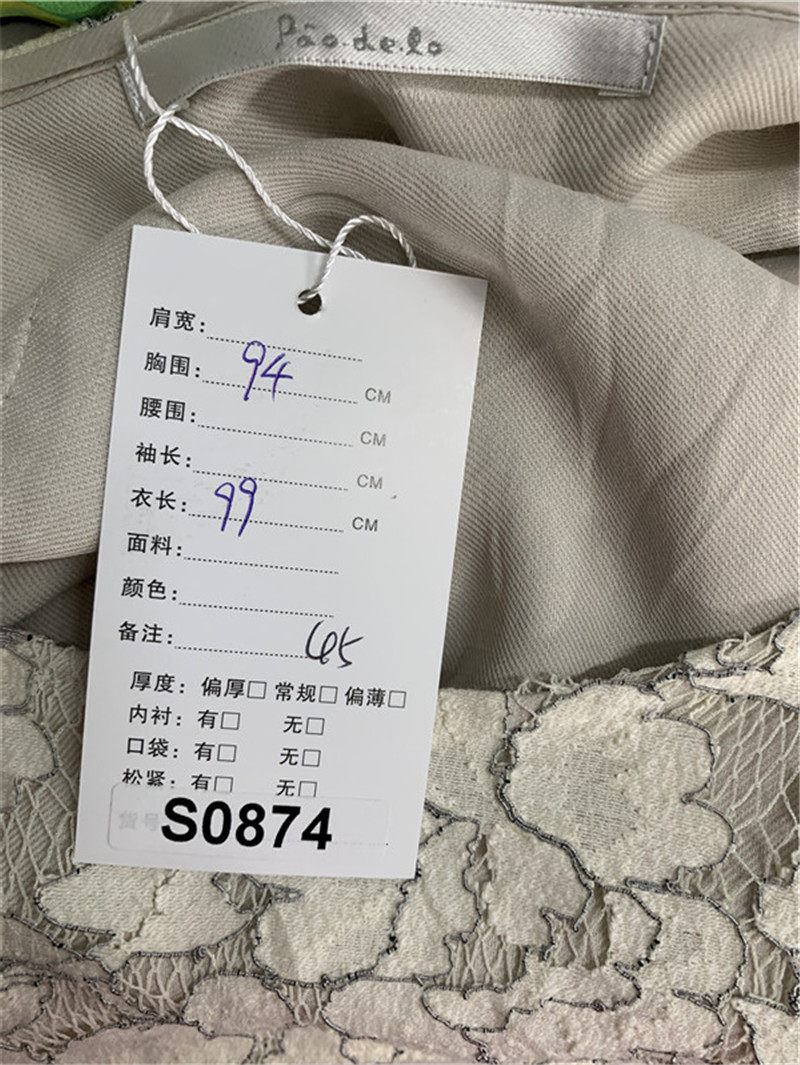 Pão.de.lo
肩宽:
胸围: 94 CM
腰围: CM
袖长: CM
衣长: 99 CM
面料:
颜色:
备注: 65
厚度: 偏厚□ 常规□ 偏薄□
内衬: 有□ 无□
口袋: 有□ 无□
松紧: 有□ 无□
货号 S0874